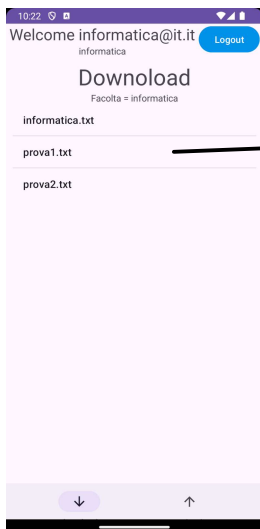 10:22
Welcome informatica@it.it
Logout
informatica
Downoload
Facolta = informatica
informatica.txt
prova1.txt
prova2.txt